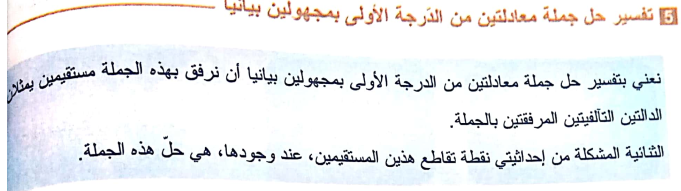 5 تفسير حل جملة معادلتين من الدّرجة الأولى بمجهولين بيانيا
نعني بتفسير حل جملة معادلتين من الدرجة الأولى بمجهولين بيانيا أن نرفق بهذه الجملة مستقيمين يمثلان
الدالتين التآلفيتين المرفقتين بالجملة.
الثنائية المشكلة من إحداثيتي نقطة تقاطع هذين المستقيمين، عند وجودها، هي حلّ هذه الجملة.